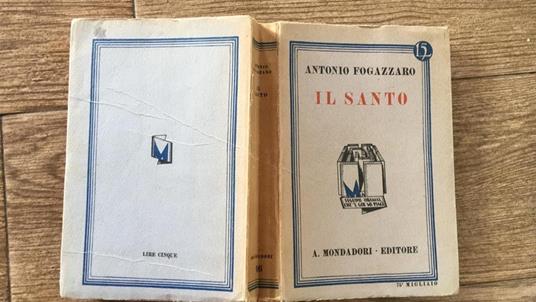 LIRE CINQUE
MONDADORI
15
ANTONIO FOGAZZARO
IL SANTO
A. MONDADORI - EDITORE
75° MIGLIAIO